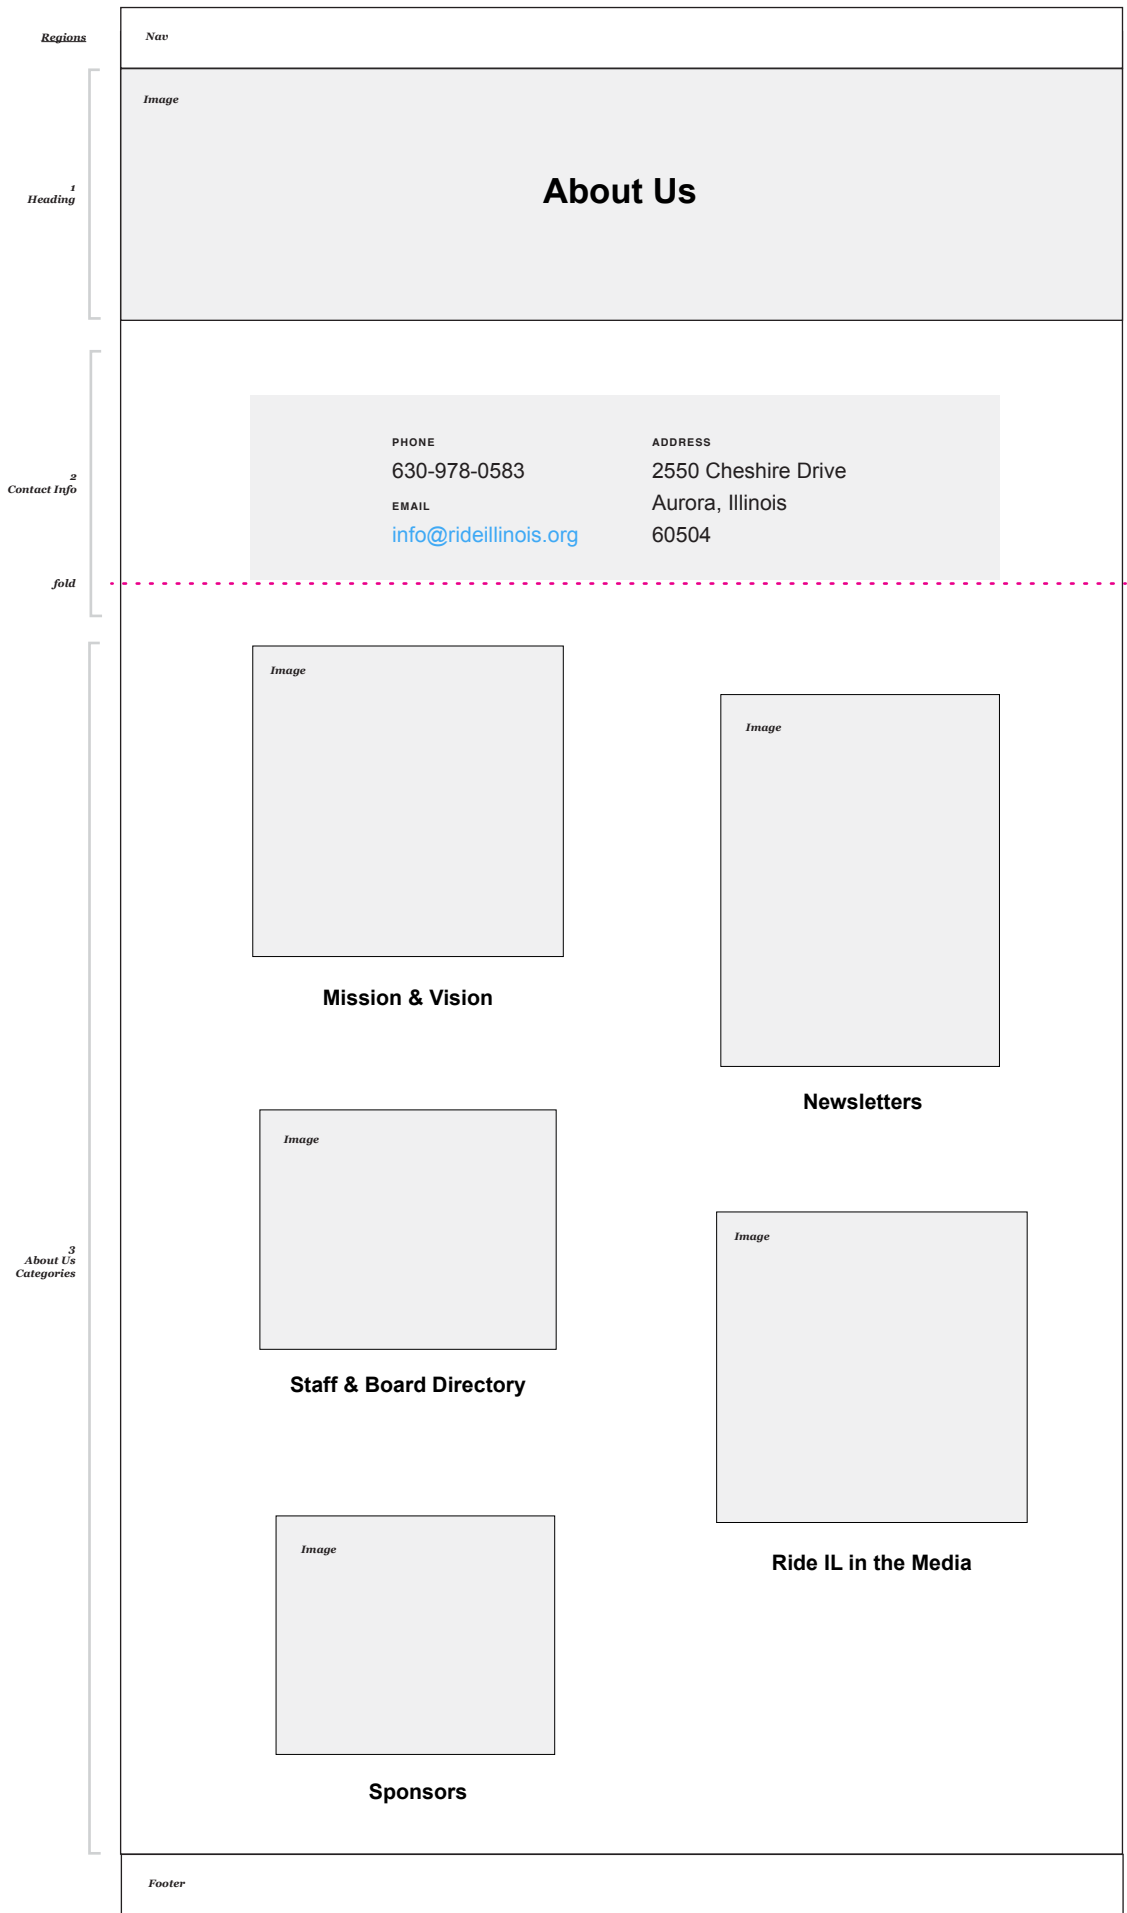 Regions
Nav
Image
1
Heading
About Us
2
Contact Info
PHONE
630-978-0583
EMAIL
info@rideillinois.org
ADDRESS
2550 Cheshire Drive
Aurora, Illinois
60504
fold
3
About Us
Categories
Image
Mission & Vision
Image
Newsletters
Image
Staff & Board Directory
Image
Ride IL in the Media
Image
Sponsors
Footer